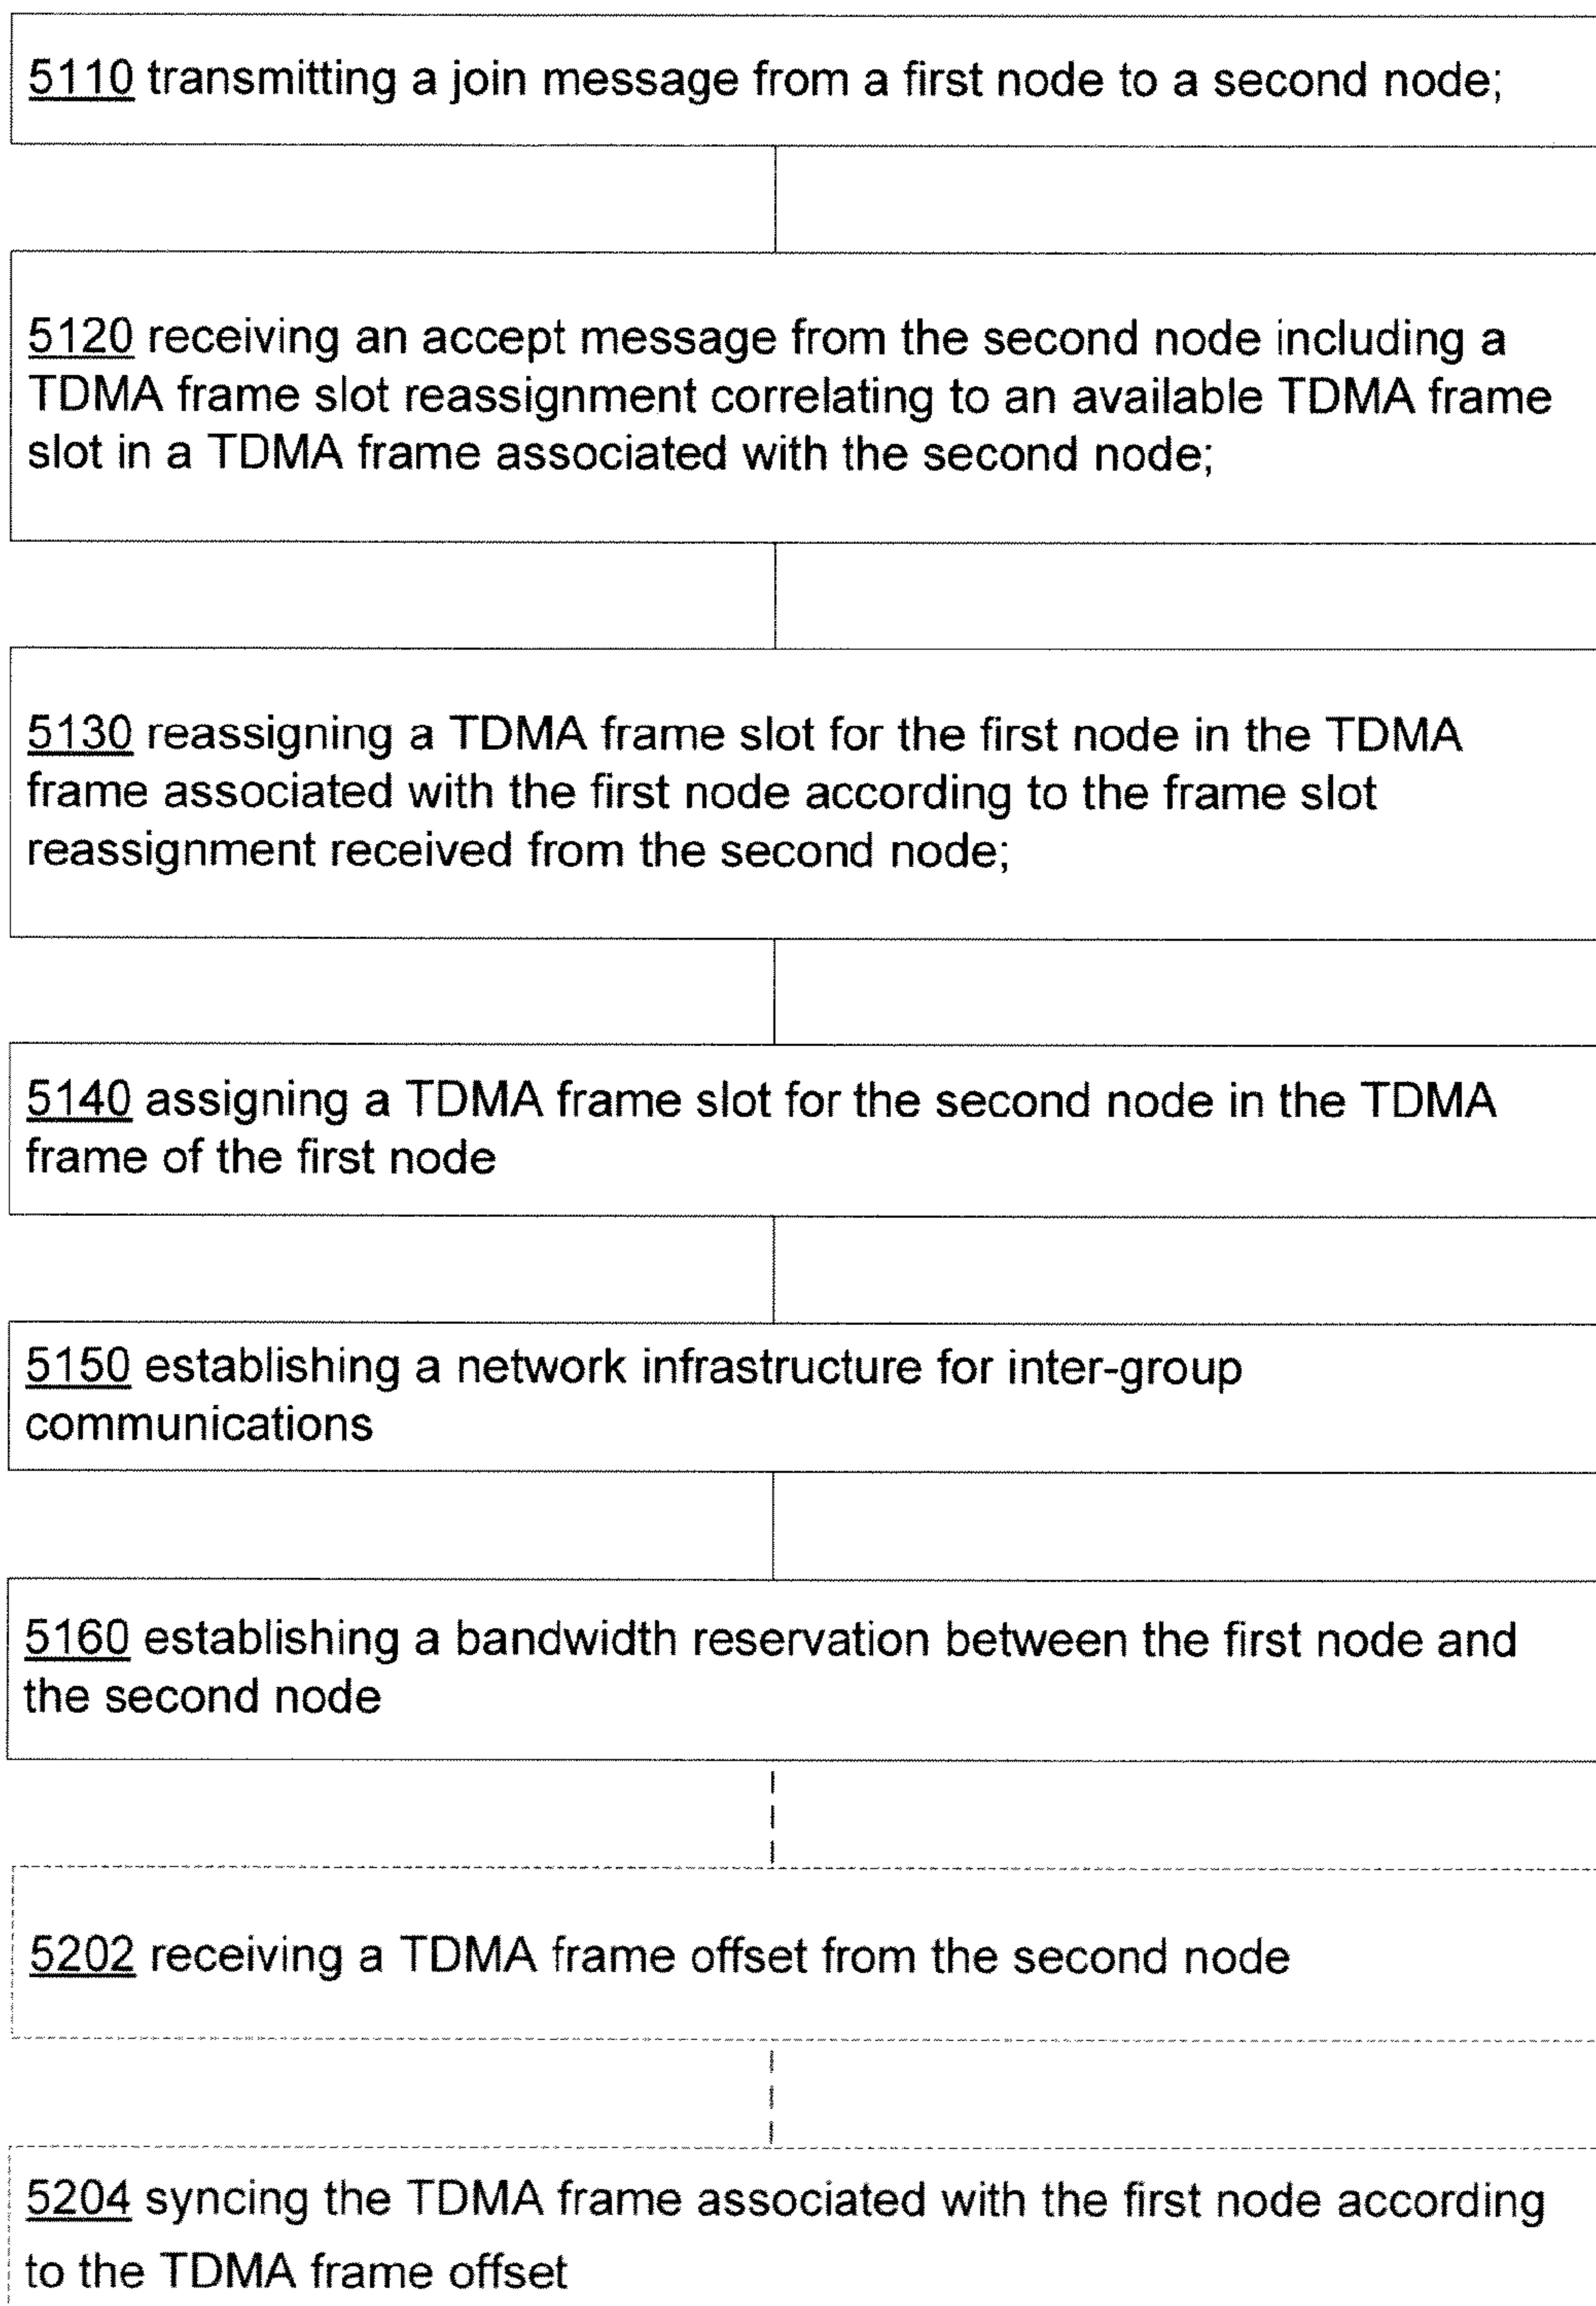 5110 transmitting a join message from a first node to a second node;
5120 receiving an accept message from the second node including a
TDMA frame slot reassignment correlating to an available TDMA frame
slot in a TDMA frame associated with the second node;
5130 reassigning a TDMA frame slot for the first node in the TDMA
frame associated with the first node according to the frame slot
reassignment received from the second node;
5140 assigning a TDMA frame slot for the second node in the TDMA
frame of the first node
5150 establishing a network infrastructure for inter-group
communications
5160 establishing a bandwidth reservation between the first node and
the second node
5202 receiving a TDMA frame offset from the second node
5204 syncing the TDMA frame associated with the first node according
to the TDMA frame offset